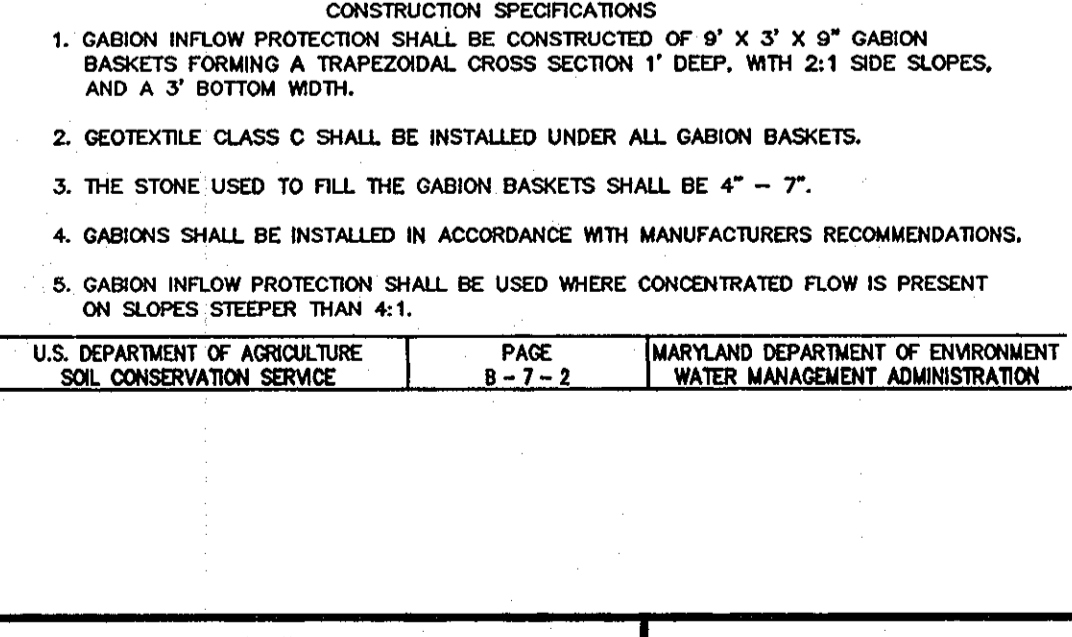 CONSTRUCTION SPECIFICATIONS
1. GABION INFLOW PROTECTION SHALL BE CONSTRUCTED OF 9' X 3' X 9" GABION
BASKETS FORMING A TRAPEZOIDAL CROSS SECTION 1' DEEP, WITH 2:1 SIDE SLOPES,
AND A 3' BOTTOM WIDTH.
2. GEOTEXTILE CLASS C SHALL BE INSTALLED UNDER ALL GABION BASKETS.
3. THE STONE USED TO FILL THE GABION BASKETS SHALL BE 4" – 7".
4. GABIONS SHALL BE INSTALLED IN ACCORDANCE WITH MANUFACTURERS RECOMMENDATIONS.
5. GABION INFLOW PROTECTION SHALL BE USED WHERE CONCENTRATED FLOW IS PRESENT
ON SLOPES STEEPER THAN 4:1.
U.S. DEPARTMENT OF AGRICULTURE PAGE MARYLAND DEPARTMENT OF ENVIRONMENT
SOIL CONSERVATION SERVICE B – 7 – 2 WATER MANAGEMENT ADMINISTRATION